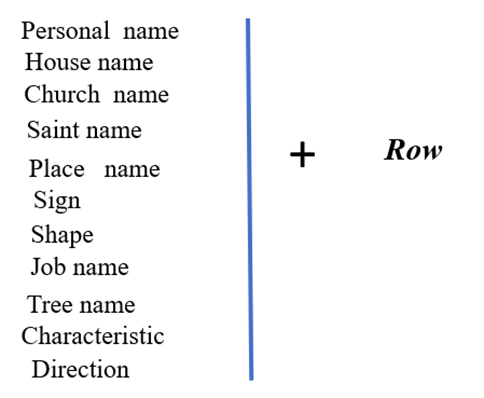 Personal name
House name
Church name
Saint name
Place name
Sign
Shape
Job name
Tree name
Characteristic
Direction
+
Row